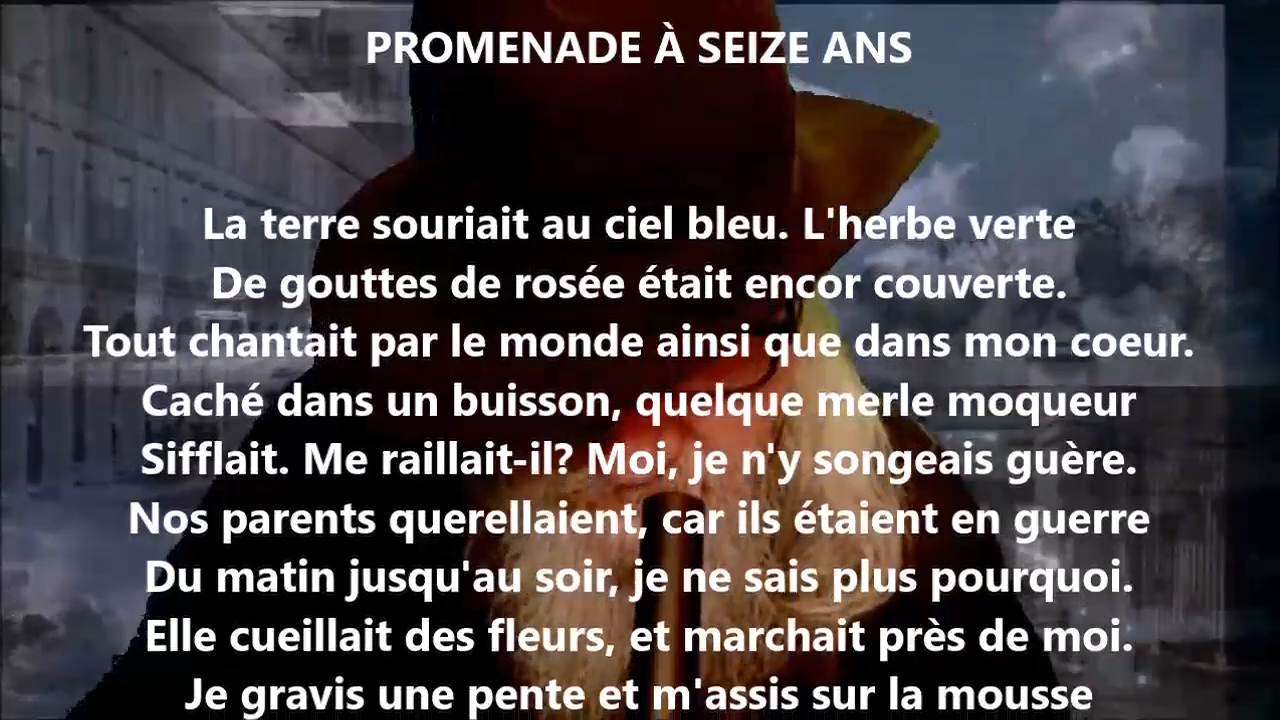 PROMENADE À SEIZE ANS
La terre souriait au ciel bleu. L'herbe verte
De gouttes de rosée était encor couverte.
Tout chantait par le monde ainsi que dans mon coeur.
Caché dans un buisson, quelque merle moqueur
Sifflait. Me raillait-il? Moi, je n'y songeais guère.
Nos parents querellaient, car ils étaient en guerre
Du matin jusqu'au soir, je ne sais plus pourquoi.
Elle cueillait des fleurs, et marchait près de moi.
Je gravis une pente et m'assis sur la mousse